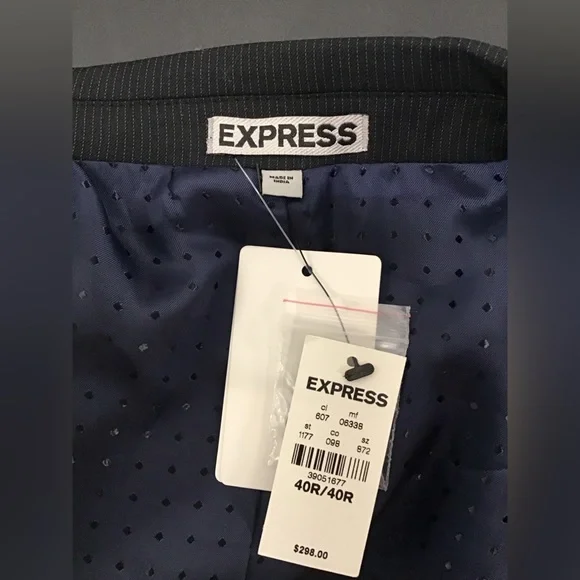 EXPRESS
MADE IN
INDIA
EXPRESS
cl mf
607 06338
st co sz
1177 098 872
39051677
40R/40R
$298.00